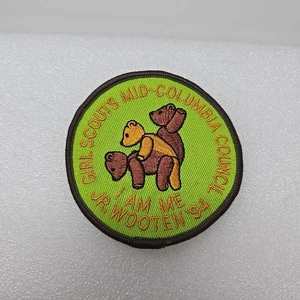 GIRL SCOUTS MID-COLUMBIA COUNCIL
I AM ME
JR. WOOTEN '94